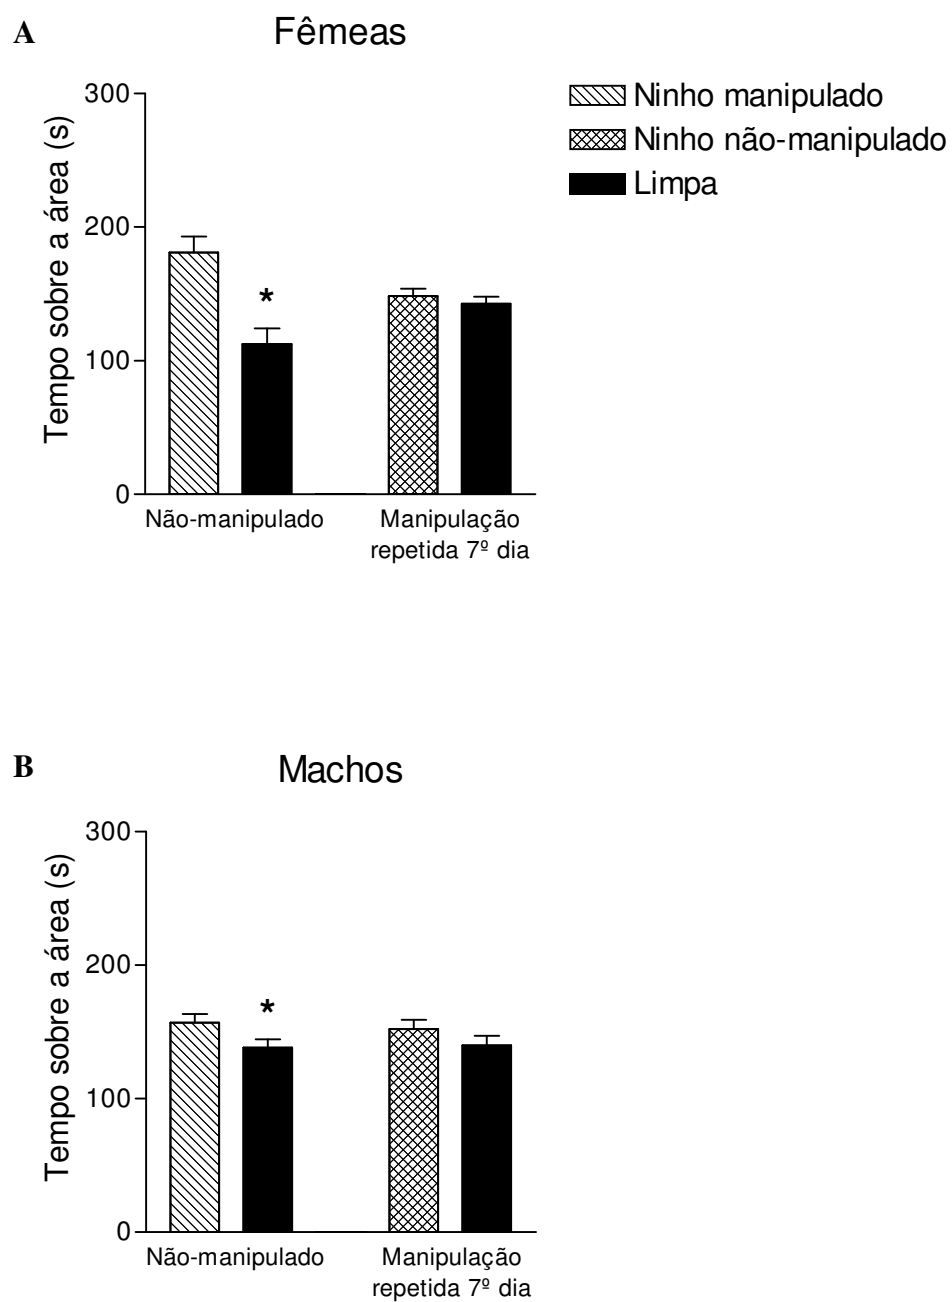 A
Fêmeas
Ninho manipulado
Ninho não-manipulado
Limpa
Tempo sobre a área (s)
300
200
100
0
*
Não-manipulado
Manipulação
repetida 7º dia
B
Machos
Tempo sobre a área (s)
300
200
100
0
*
Não-manipulado
Manipulação
repetida 7º dia